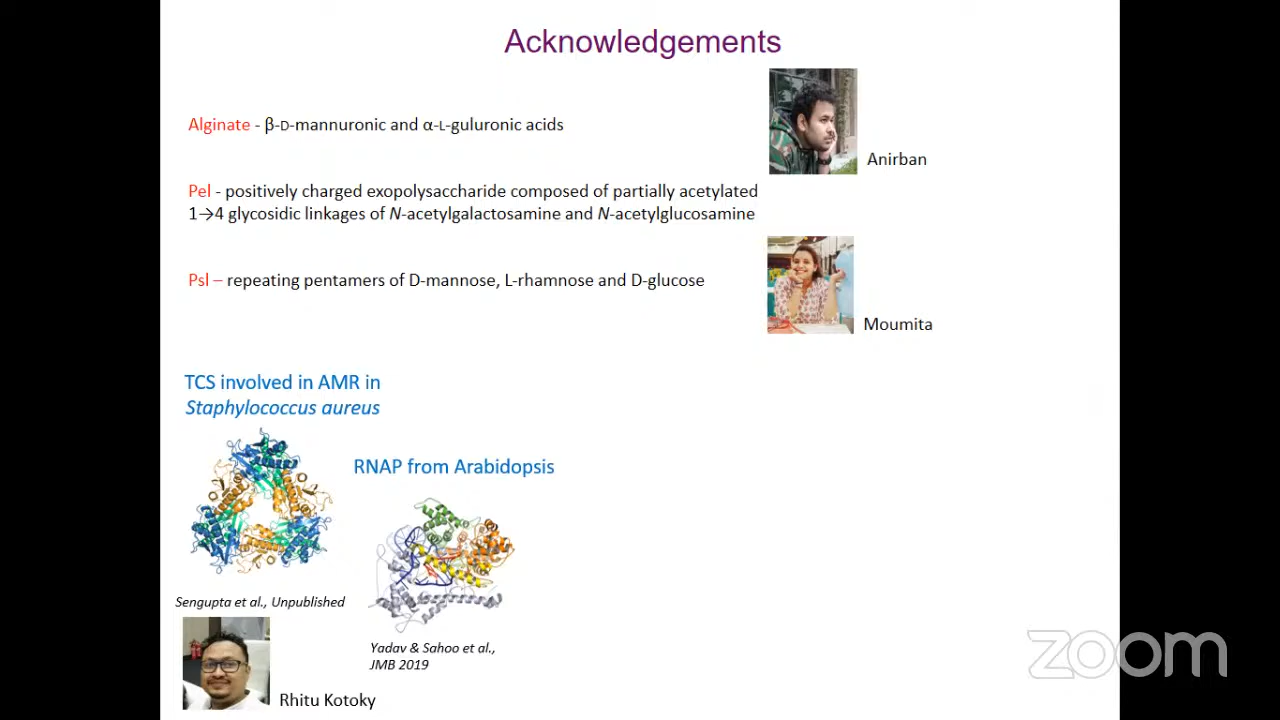 Acknowledgements
Alginate - β-D-mannuronic and α-L-guluronic acids
Anirban
Pel - positively charged exopolysaccharide composed of partially acetylated
1→4 glycosidic linkages of N-acetylgalactosamine and N-acetylglucosamine
Psl – repeating pentamers of D-mannose, L-rhamnose and D-glucose
Moumita
TCS involved in AMR in
Staphylococcus aureus
RNAP from Arabidopsis
Sengupta et al., Unpublished
Yadav & Sahoo et al.,
JMB 2019
Rhitu Kotoky
zoom